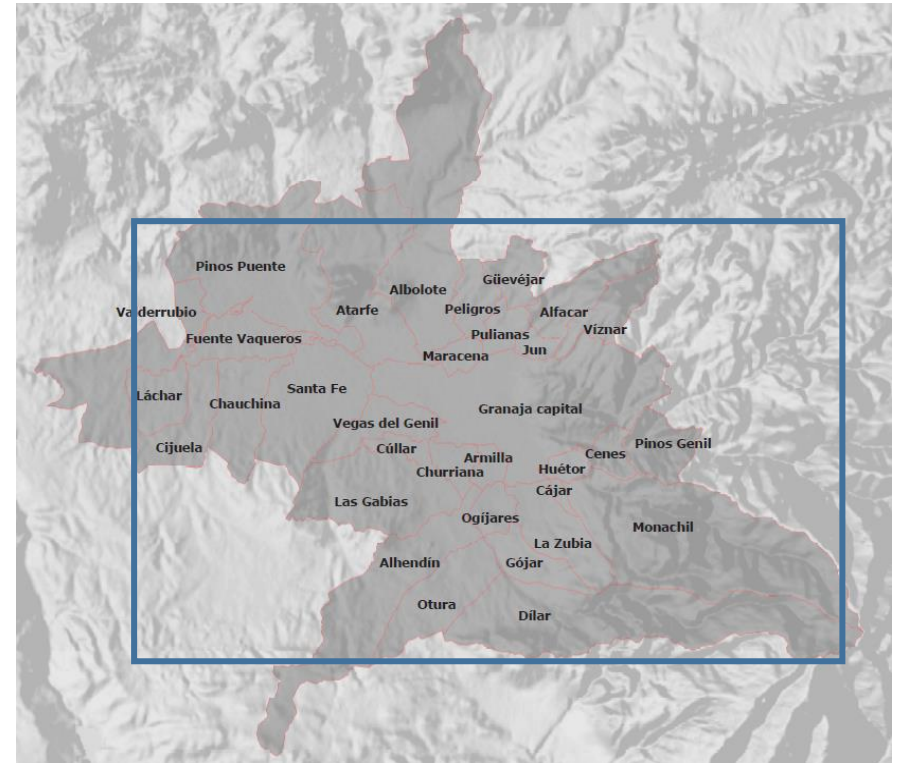 Pinos Puente
Güevéjar
Albolote
Valderrubio
Atarfe
Peligros
Alfacar
Víznar
Fuente Vaqueros
Pulianas
Jun
Maracena
Láchar
Santa Fe
Chauchina
Granaja capital
Vegas del Genil
Pinos Genil
Cijuela
Cúllar
Cenes
Armilla
Huétor
Churriana
Cájar
Las Gabias
Ogíjares
Monachil
La Zubia
Alhendín
Gójar
Otura
Dílar